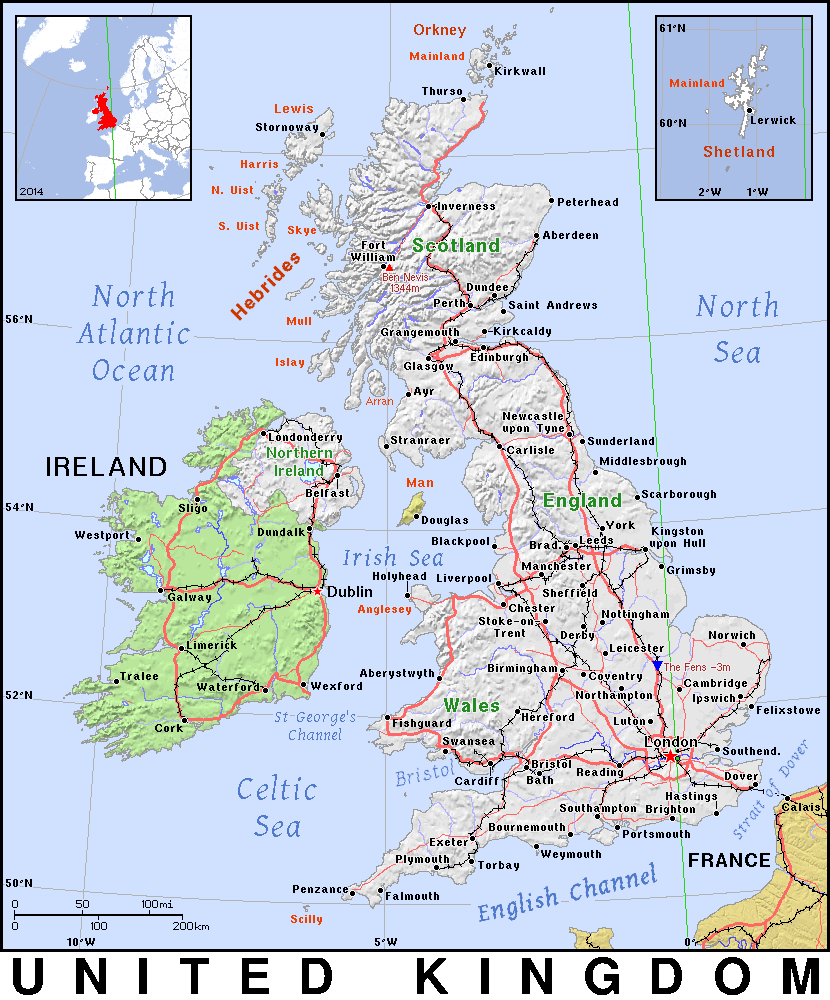 2014
Orkney
Mainland
Kirkwall
Thurso
61°N
Mainland
60°N
Lerwick
Shetland
2°W
1°W
Lewis
Stornoway
Harris
N. Uist
S. Uist
Skye
Hebrides
Inverness
Peterhead
Scotland
Aberdeen
Fort
William
Ben Nevis
1344m
Dundee
Perth
Saint Andrews
North
Atlantic
Ocean
North
Sea
56°N
Mull
Grangemouth
Kirkcaldy
Islay
Glasgow
Edinburgh
Arran
Ayr
Newcastle
upon Tyne
Stranraer
Sunderland
Carlisle
Londonderry
Northern
Ireland
Belfast
IRELAND
Middlesbrough
Man
England
Scarborough
54°N
Sligo
Douglas
York
Westport
Dundalk
Irish Sea
Blackpool
Brad.
Leeds
Kingston
upon Hull
Manchester
Grimsby
Holyhead
Liverpool
Galway
Dublin
Anglesey
Chester
Sheffield
Stoke-on-
Trent
Nottingham
Derby
Norwich
Limerick
Leicester
Tralee
Aberystwyth
Birmingham
The Fens -3m
Coventry
Cambridge
52°N
Waterford
Wexford
Northampton
Ipswich
Wales
Felixstowe
Cork
St George's
Channel
Fishguard
Hereford
Luton
Swansea
London
Southend.
Bristol
Cardiff
Bristol
Bath
Reading
Dover
Celtic
Sea
Strait of Dover
Hastings
Calais
Southampton
Brighton
Bournemouth
Portsmouth
Exeter
Weymouth
FRANCE
Plymouth
Torbay
50°N
Penzance
Falmouth
English Channel
Scilly
0 50 100mi
0 100 200km
10°W
5°W
0°
UNITED KINGDOM